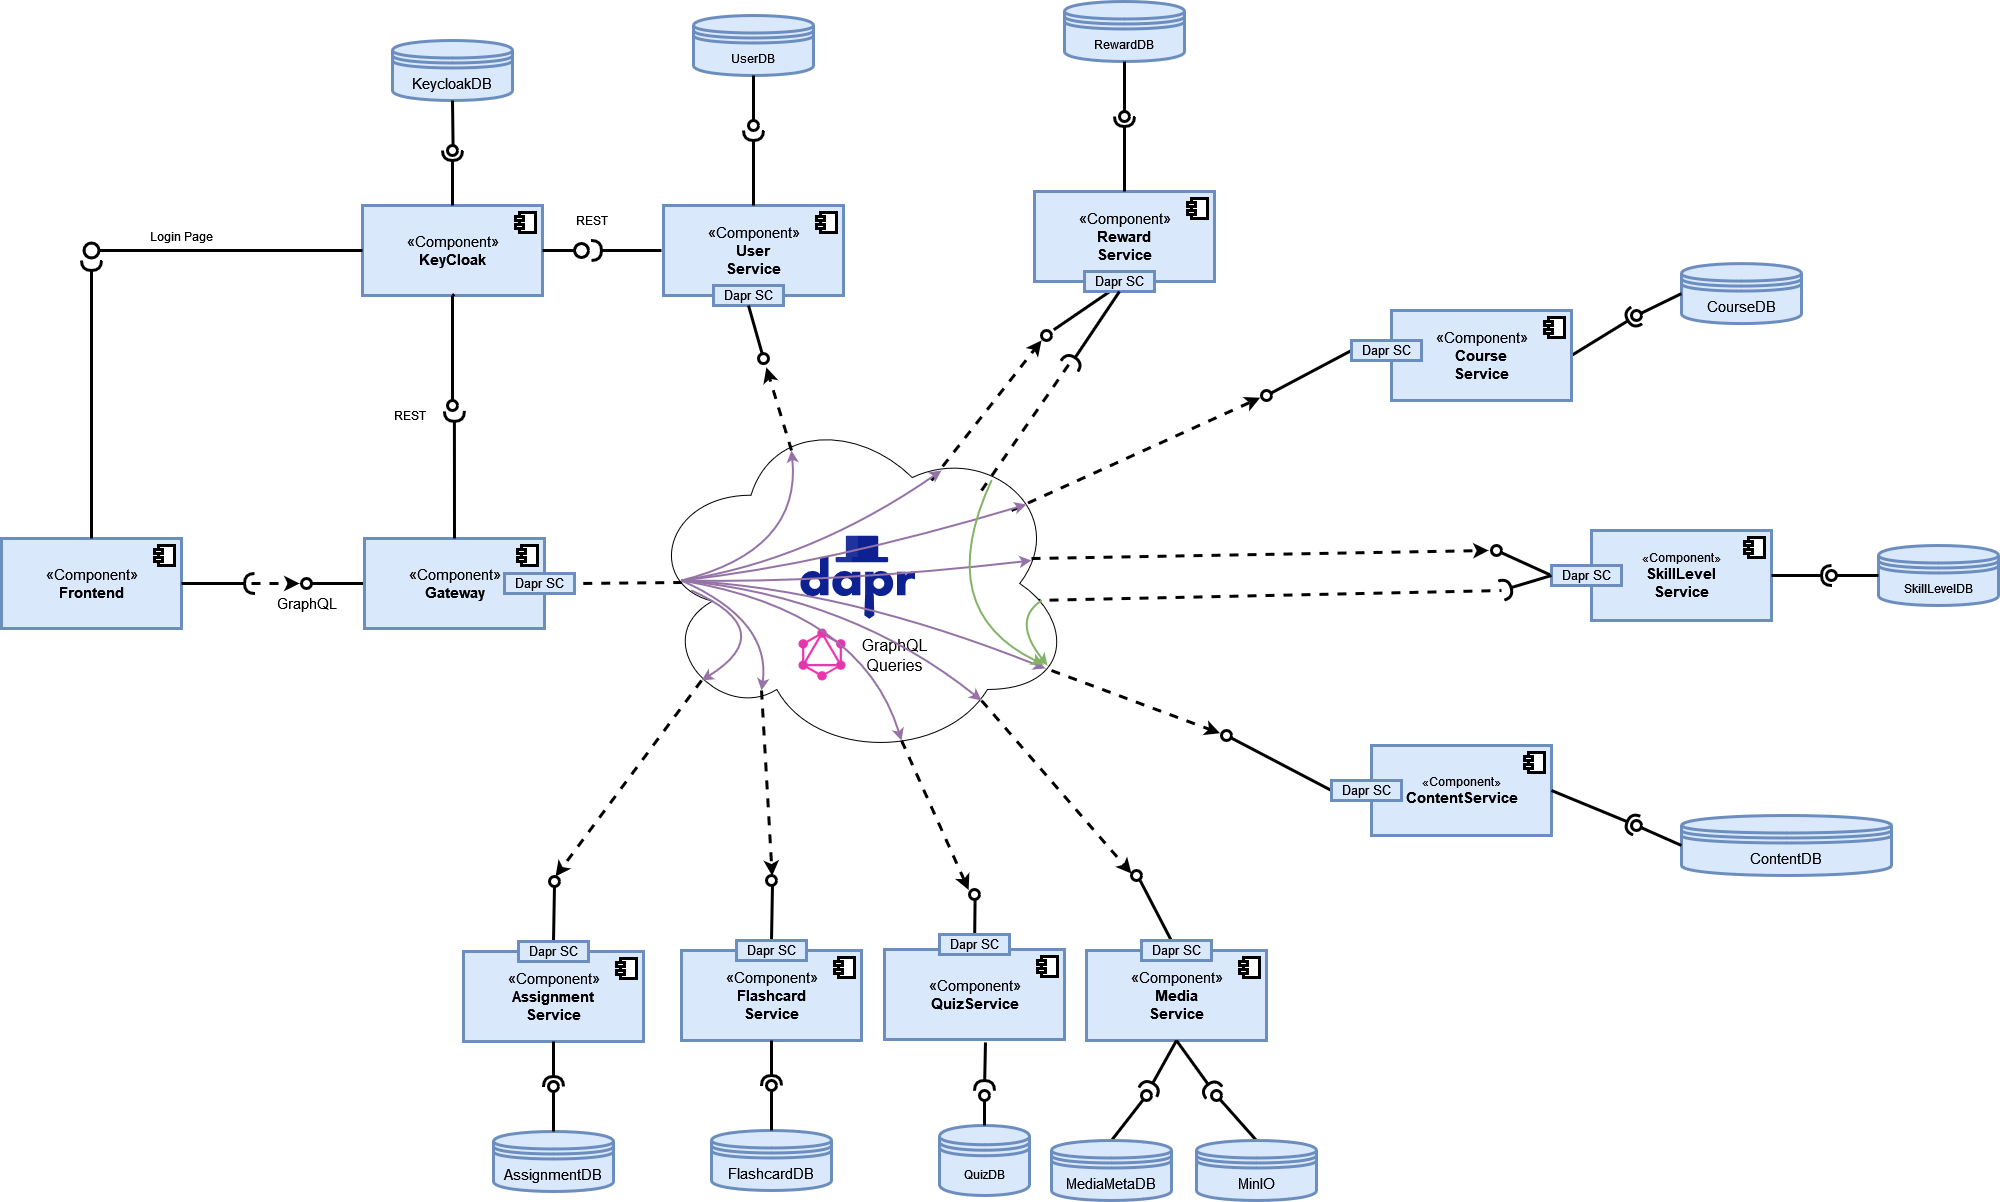 RewardDB
UserDB
KeycloakDB
«Component»
Reward
Service
Dapr SC
REST
Login Page
«Component»
KeyCloak
«Component»
User
Service
Dapr SC
CourseDB
«Component»
Course
Service
Dapr SC
REST
«Component»
Frontend
GraphQL
«Component»
Gateway
Dapr SC
dapr
GraphQL
Queries
«Component»
SkillLevel
Service
Dapr SC
SkillLevelDB
«Component»
ContentService
Dapr SC
ContentDB
Dapr SC
«Component»
Assignment
Service
Dapr SC
«Component»
Flashcard
Service
Dapr SC
«Component»
QuizService
Dapr SC
«Component»
Media
Service
AssignmentDB
FlashcardDB
QuizDB
MediaMetaDB
MinIO